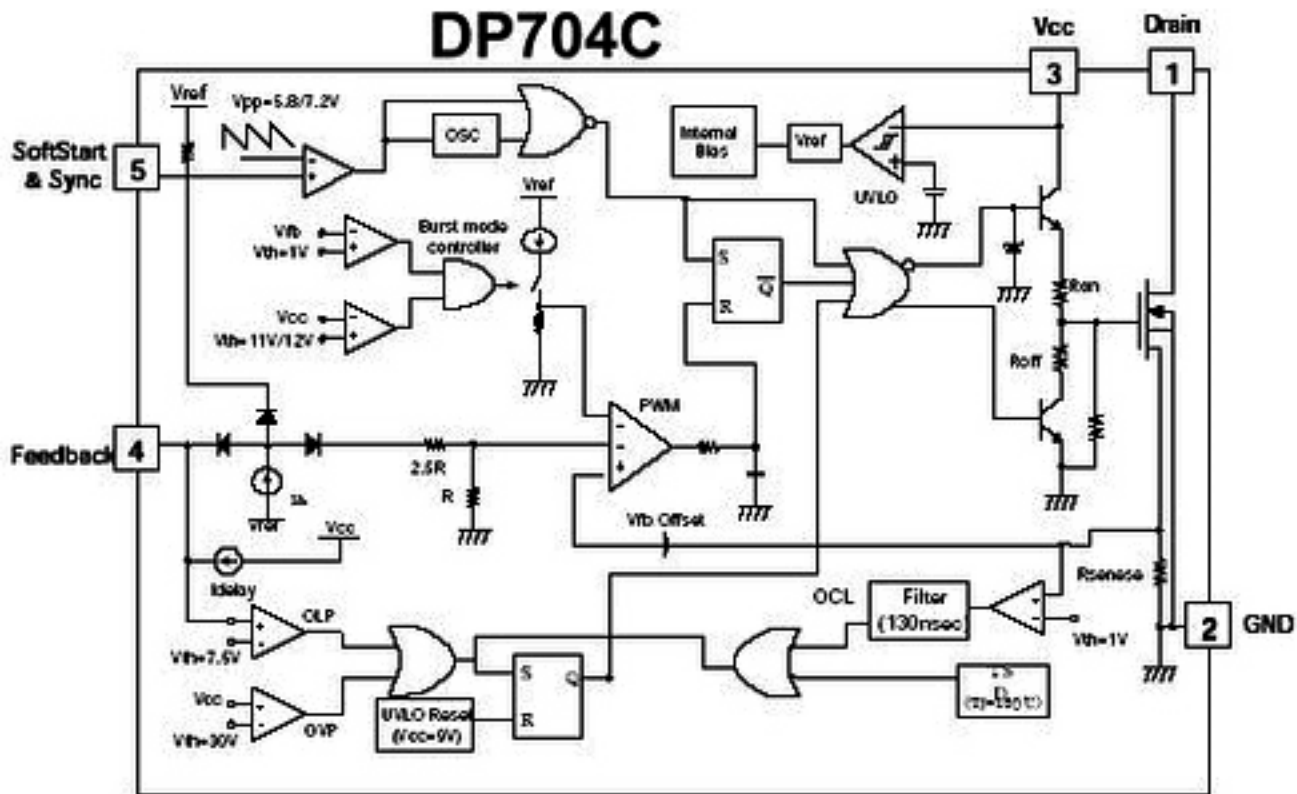 DP704C
Vcc
Drain
3
1
Vref
Vpp=5.8/7.2V
SoftStart
& Sync
5
OSC
Internal
Bias
Vref
UVLO
Vref
Vfb
Vth=1V
Burst mode
controller
Vcc
Vth=11V/12V
S
R
Q
Ron
Roff
PWM
Feedback
4
2.5R
R
Vref
Vcc
Idelay
Vfb Offset
Rsenese
OLP
Vth=7.5V
OCL
Filter
(130nsec)
Vth=1V
2
GND
Vcc
Vth=30V
OVP
UVLO Reset
(Vcc=9V)
S
R
Q